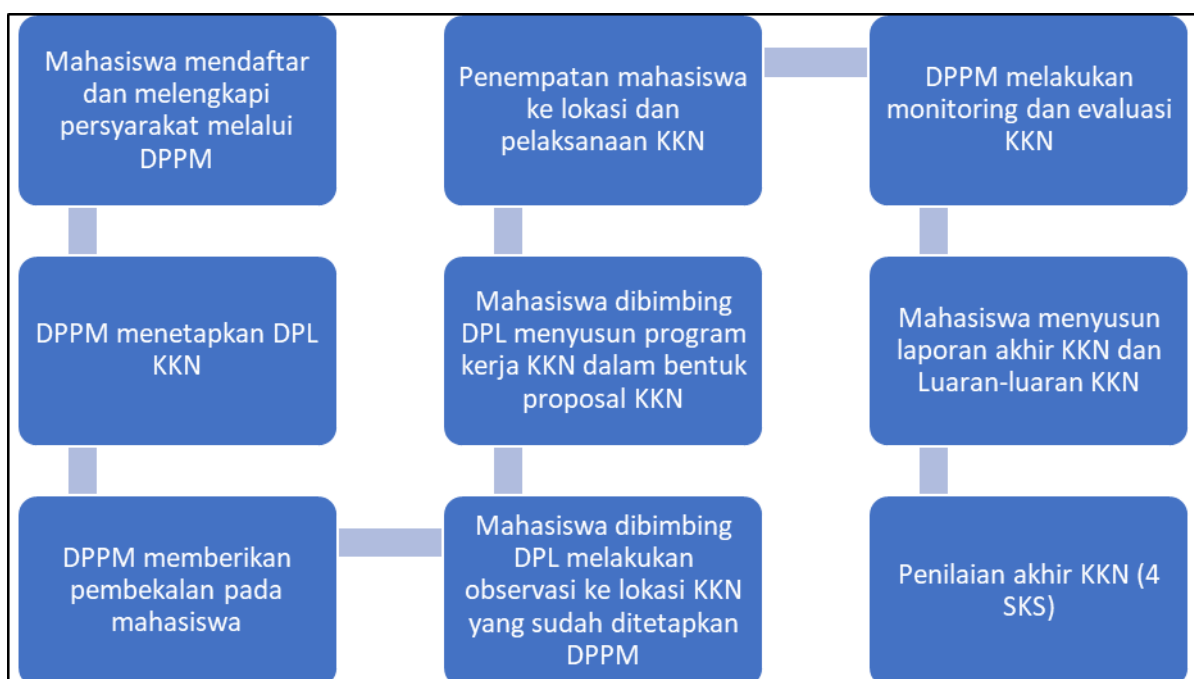 Mahasiswa mendaftar
dan melengkapi
persyarakat melalui
DPPM
DPPM menetapkan DPL
KKN
DPPM memberikan
pembekalan pada
mahasiswa
Mahasiswa dibimbing
DPL melakukan
observasi ke lokasi KKN
yang sudah ditetapkan
DPPM
Mahasiswa dibimbing
DPL menyusun program
kerja KKN dalam bentuk
proposal KKN
Penempatan mahasiswa
ke lokasi dan
pelaksanaan KKN
DPPM melakukan
monitoring dan evaluasi
KKN
Mahasiswa menyusun
laporan akhir KKN dan
Luaran-luaran KKN
Penilaian akhir KKN (4
SKS)